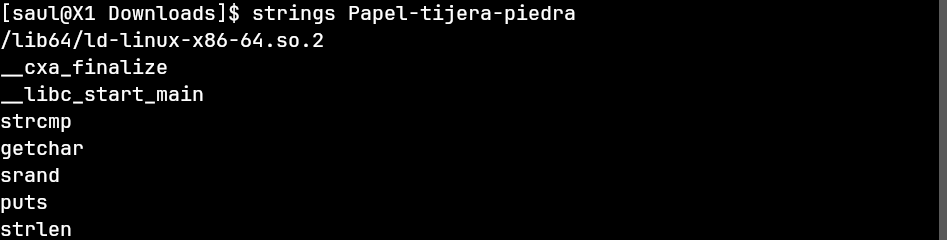 [saul@X1 Downloads]$ strings Papel-tijera-piedra
/lib64/ld-linux-x86-64.so.2
__cxa_finalize
__libc_start_main
strcmp
getchar
srand
puts
strlen